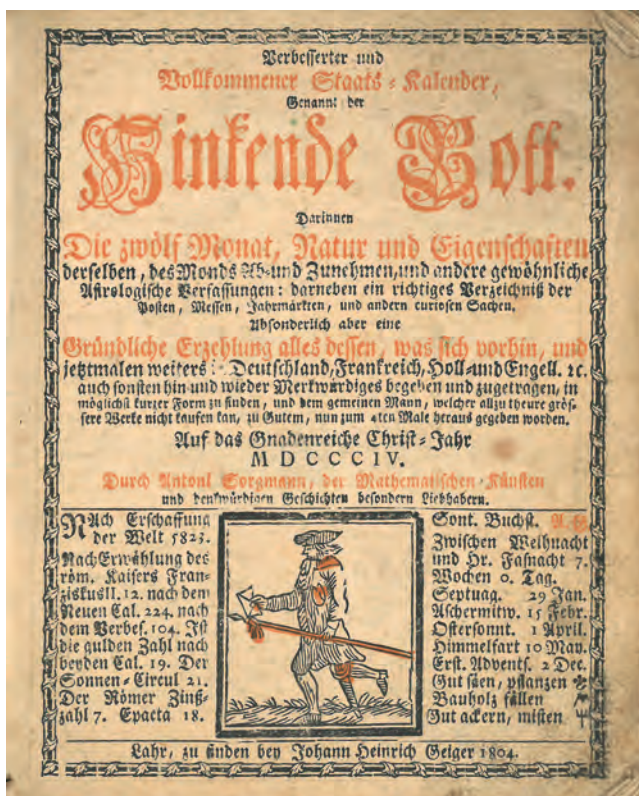 Verbesserter und
Vollkommener Staats-Kalender,
Genannt der
Hinkende Bott.
Darinnen
Die zwölf Monat, Natur und Eigenschaften
derselben, des Monds Ab-und Zunehmen, und andere gewöhnliche
Astrologische Verfassungen: darneben ein richtiges Verzeichniß der
Posten, Messen, Jahrmärkten, und andern curiosen Sachen.
Absonderlich aber eine
Gründliche Erzehlung alles dessen, was sich vorhin, und
jetztmalen weiters in Deutschland, Frankreich, Holl-und Engell. ꝛc.
auch sonsten hin und wieder Merkwürdiges begeben und zugetragen, in
möglichst kurzer Form zu finden, und dem gemeinen Mann, welcher allzu theure grös-
sere Werke nicht kaufen kan, zu Gutem, nun zum 4ten Male heraus gegeben worden.
Auf das Gnadenreiche Christ-Jahr
MDCCCIV.
Durch Antoni Sorgmann, der Mathematischen Künsten
und denkwürdigen Geschichten besondern Liebhabern.
Nach Erschaffung
der Welt 5823.
Nach Erwählung des
röm. Kaisers Fran-
ziskus II. 12. nach dem
Neuen Cal. 224. nach
dem Verbes. 104. Ist
die gulden Zahl nach
beyden Cal. 19. Der
Sonnen-Circul 21.
Der Römer Zinß-
zahl 7. Epacta 18.
Sont. Buchst. A.G
Zwischen Weihnacht
und Hr. Fasnacht 7.
Wochen 0. Tag.
Septuag. 29 Jan.
Aschermitw. 15 Febr.
Ostersonnt. 1 April.
Himmelfart 10 May.
Erst. Advents. 2 Dec.
Gut säen, pflanzen
Bauholz fällen
Gut ackern, misten
Lahr, zu finden bey Johann Heinrich Geiger 1804.